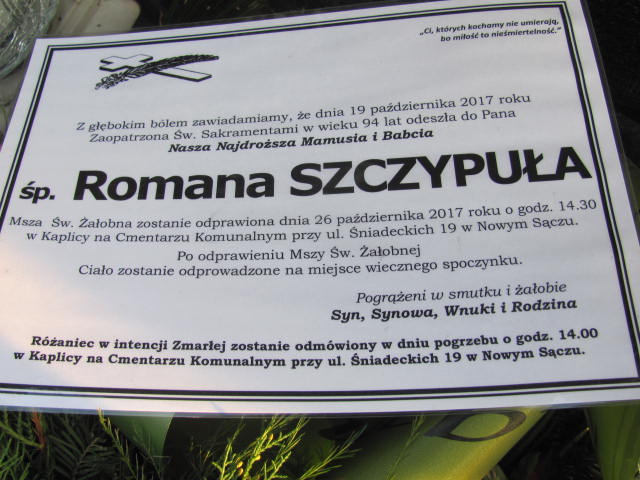 „Ci, których kochamy nie umierają,
bo miłość to nieśmiertelność."
Z głębokim bólem zawiadamiamy, że dnia 19 października 2017 roku
Zaopatrzona Św. Sakramentami w wieku 94 lat odeszła do Pana
Nasza Najdroższa Mamusia i Babcia
śp. Romana SZCZYPUŁA
Msza Św. Żałobna zostanie odprawiona dnia 26 października 2017 roku o godz. 14.30
w Kaplicy na Cmentarzu Komunalnym przy ul. Śniadeckich 19 w Nowym Sączu.
Po odprawieniu Mszy Św. Żałobnej
Ciało zostanie odprowadzone na miejsce wiecznego spoczynku.
Pogrążeni w smutku i żałobie
Syn, Synowa, Wnuki i Rodzina
Różaniec w intencji Zmarłej zostanie odmówiony w dniu pogrzebu o godz. 14.00
w Kaplicy na Cmentarzu Komunalnym przy ul. Śniadeckich 19 w Nowym Sączu.